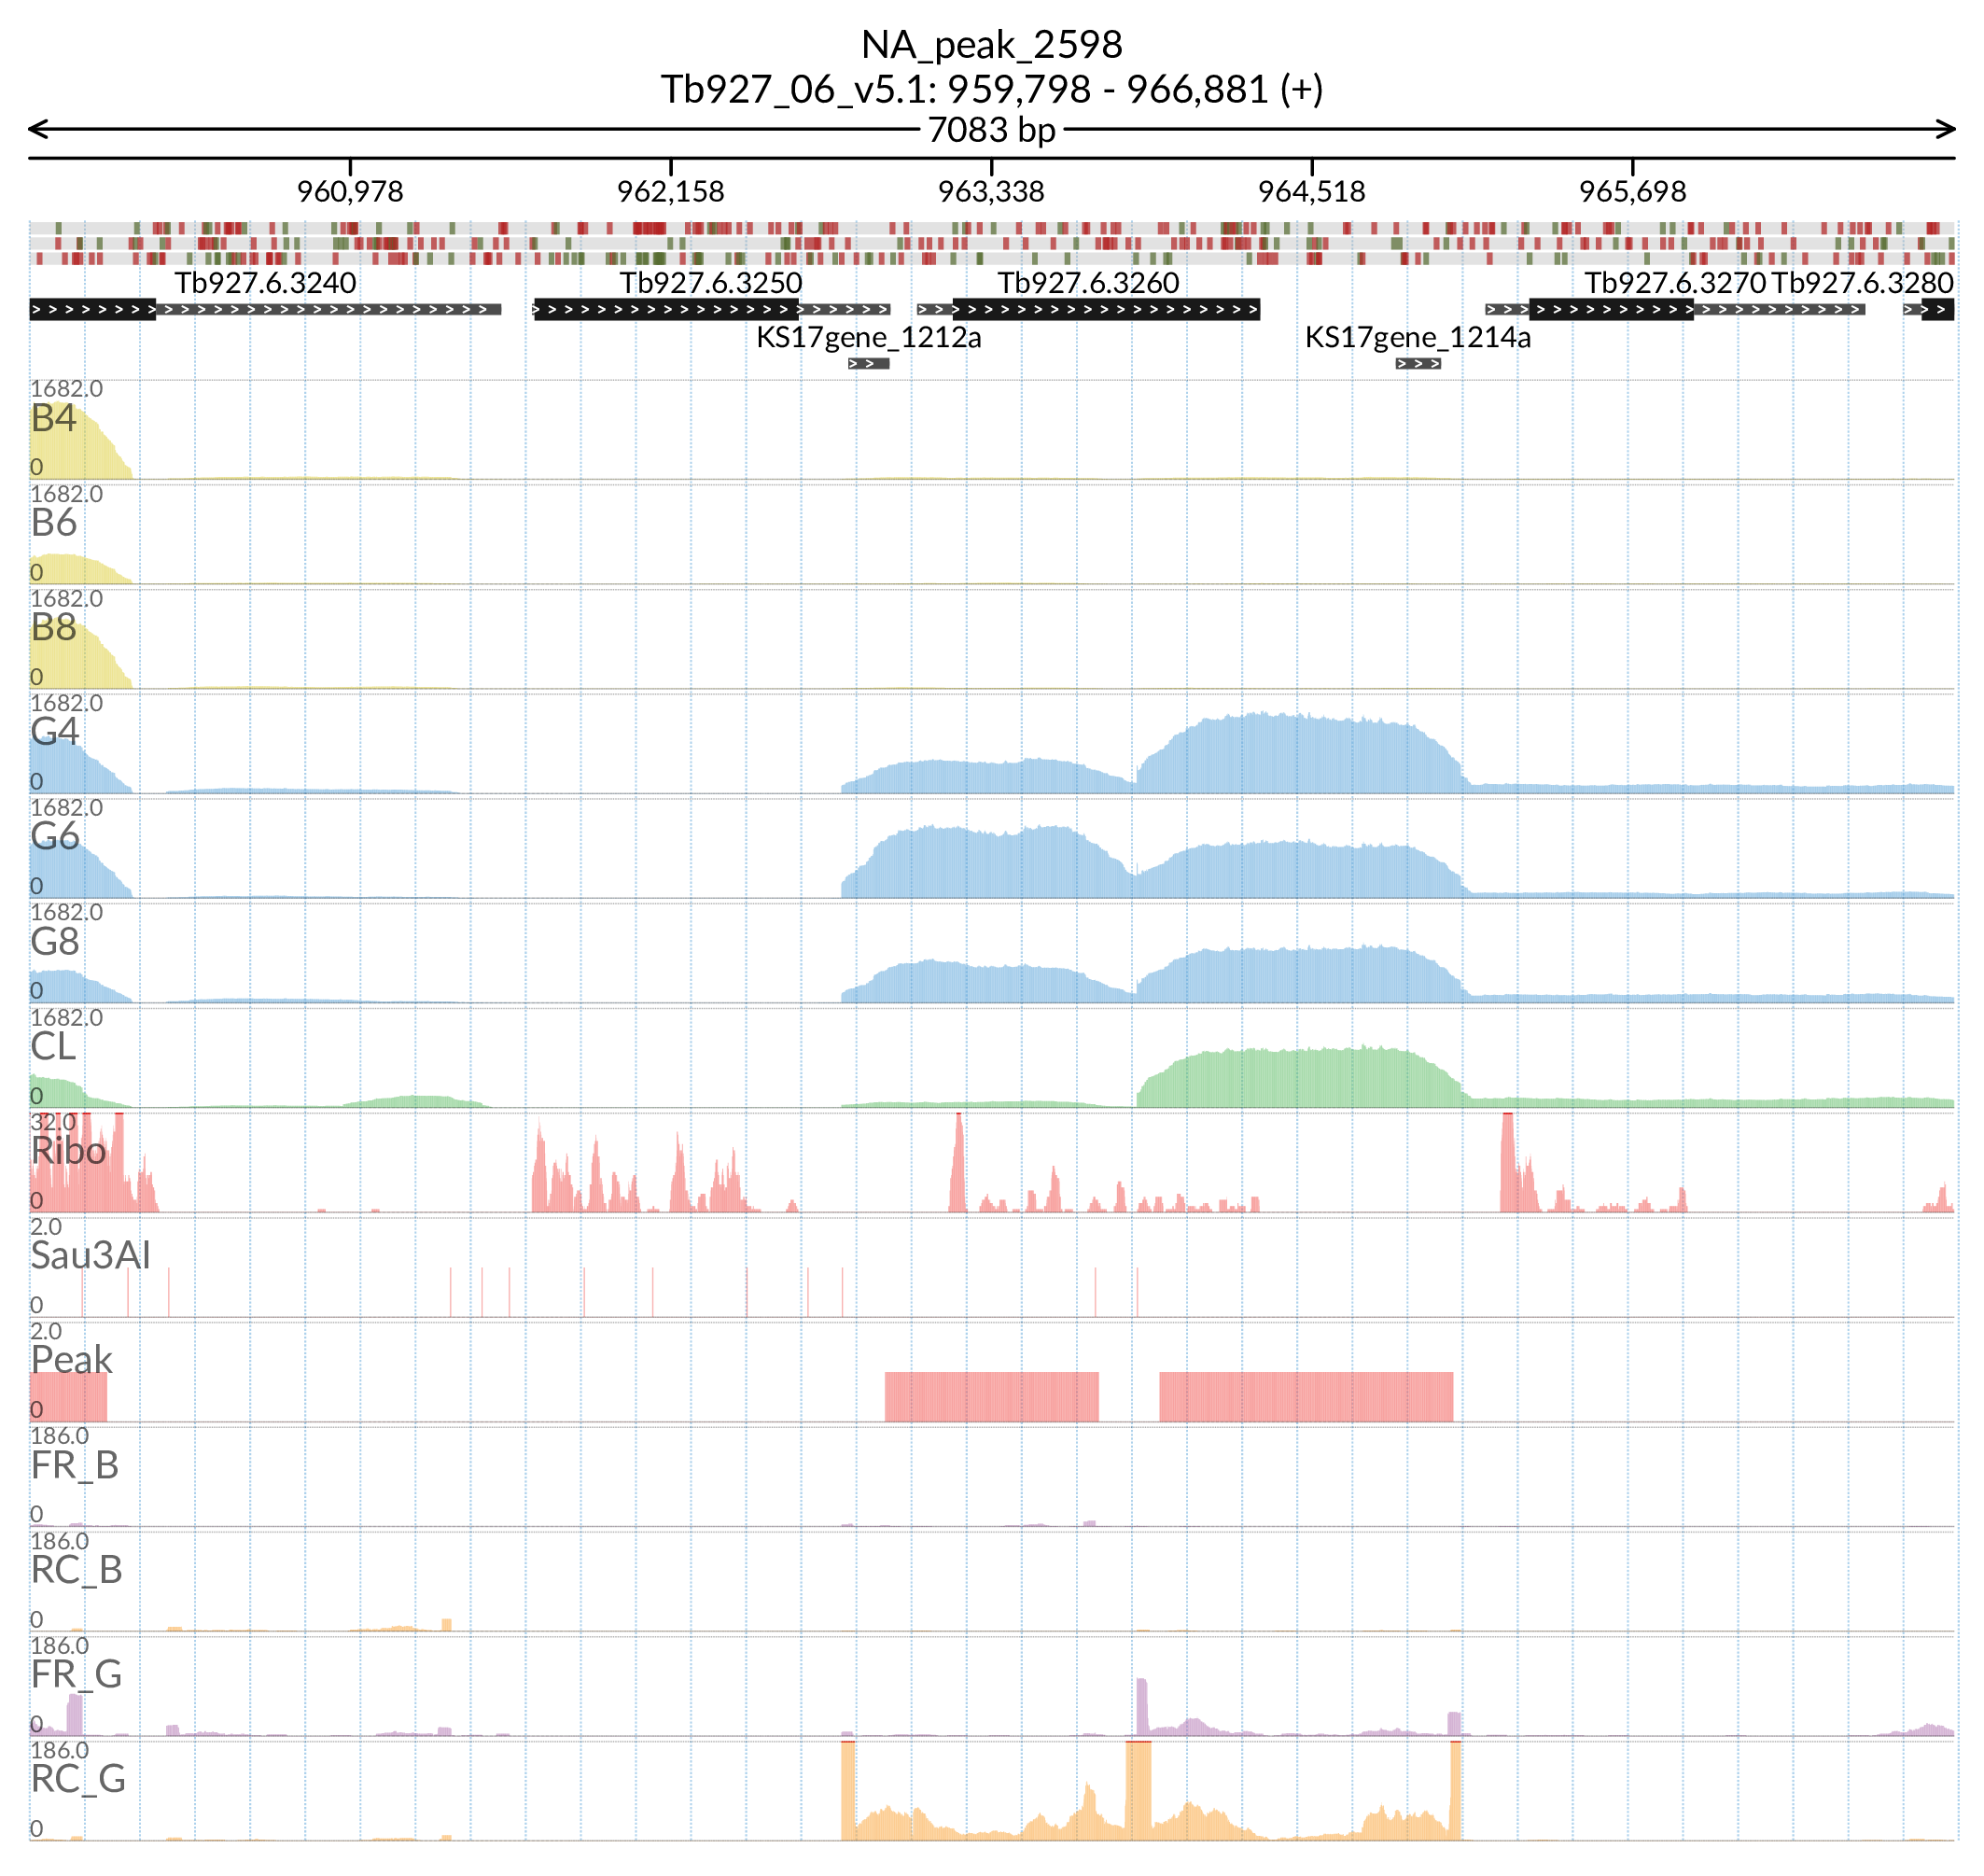 NA_peak_2598
Tb927_06_v5.1: 959,798 - 966,881 (+)
7083 bp
960,978 962,158 963,338 964,518 965,698
Tb927.6.3240 Tb927.6.3250 Tb927.6.3260 Tb927.6.3270 Tb927.6.3280
KS17gene_1212a KS17gene_1214a
1682.0
B4
0
1682.0
B6
0
1682.0
B8
0
1682.0
G4
0
1682.0
G6
0
1682.0
G8
0
1682.0
CL
0
32.0
Ribo
0
2.0
Sau3AI
0
2.0
Peak
0
186.0
FR_B
0
186.0
RC_B
0
186.0
FR_G
0
186.0
RC_G
0